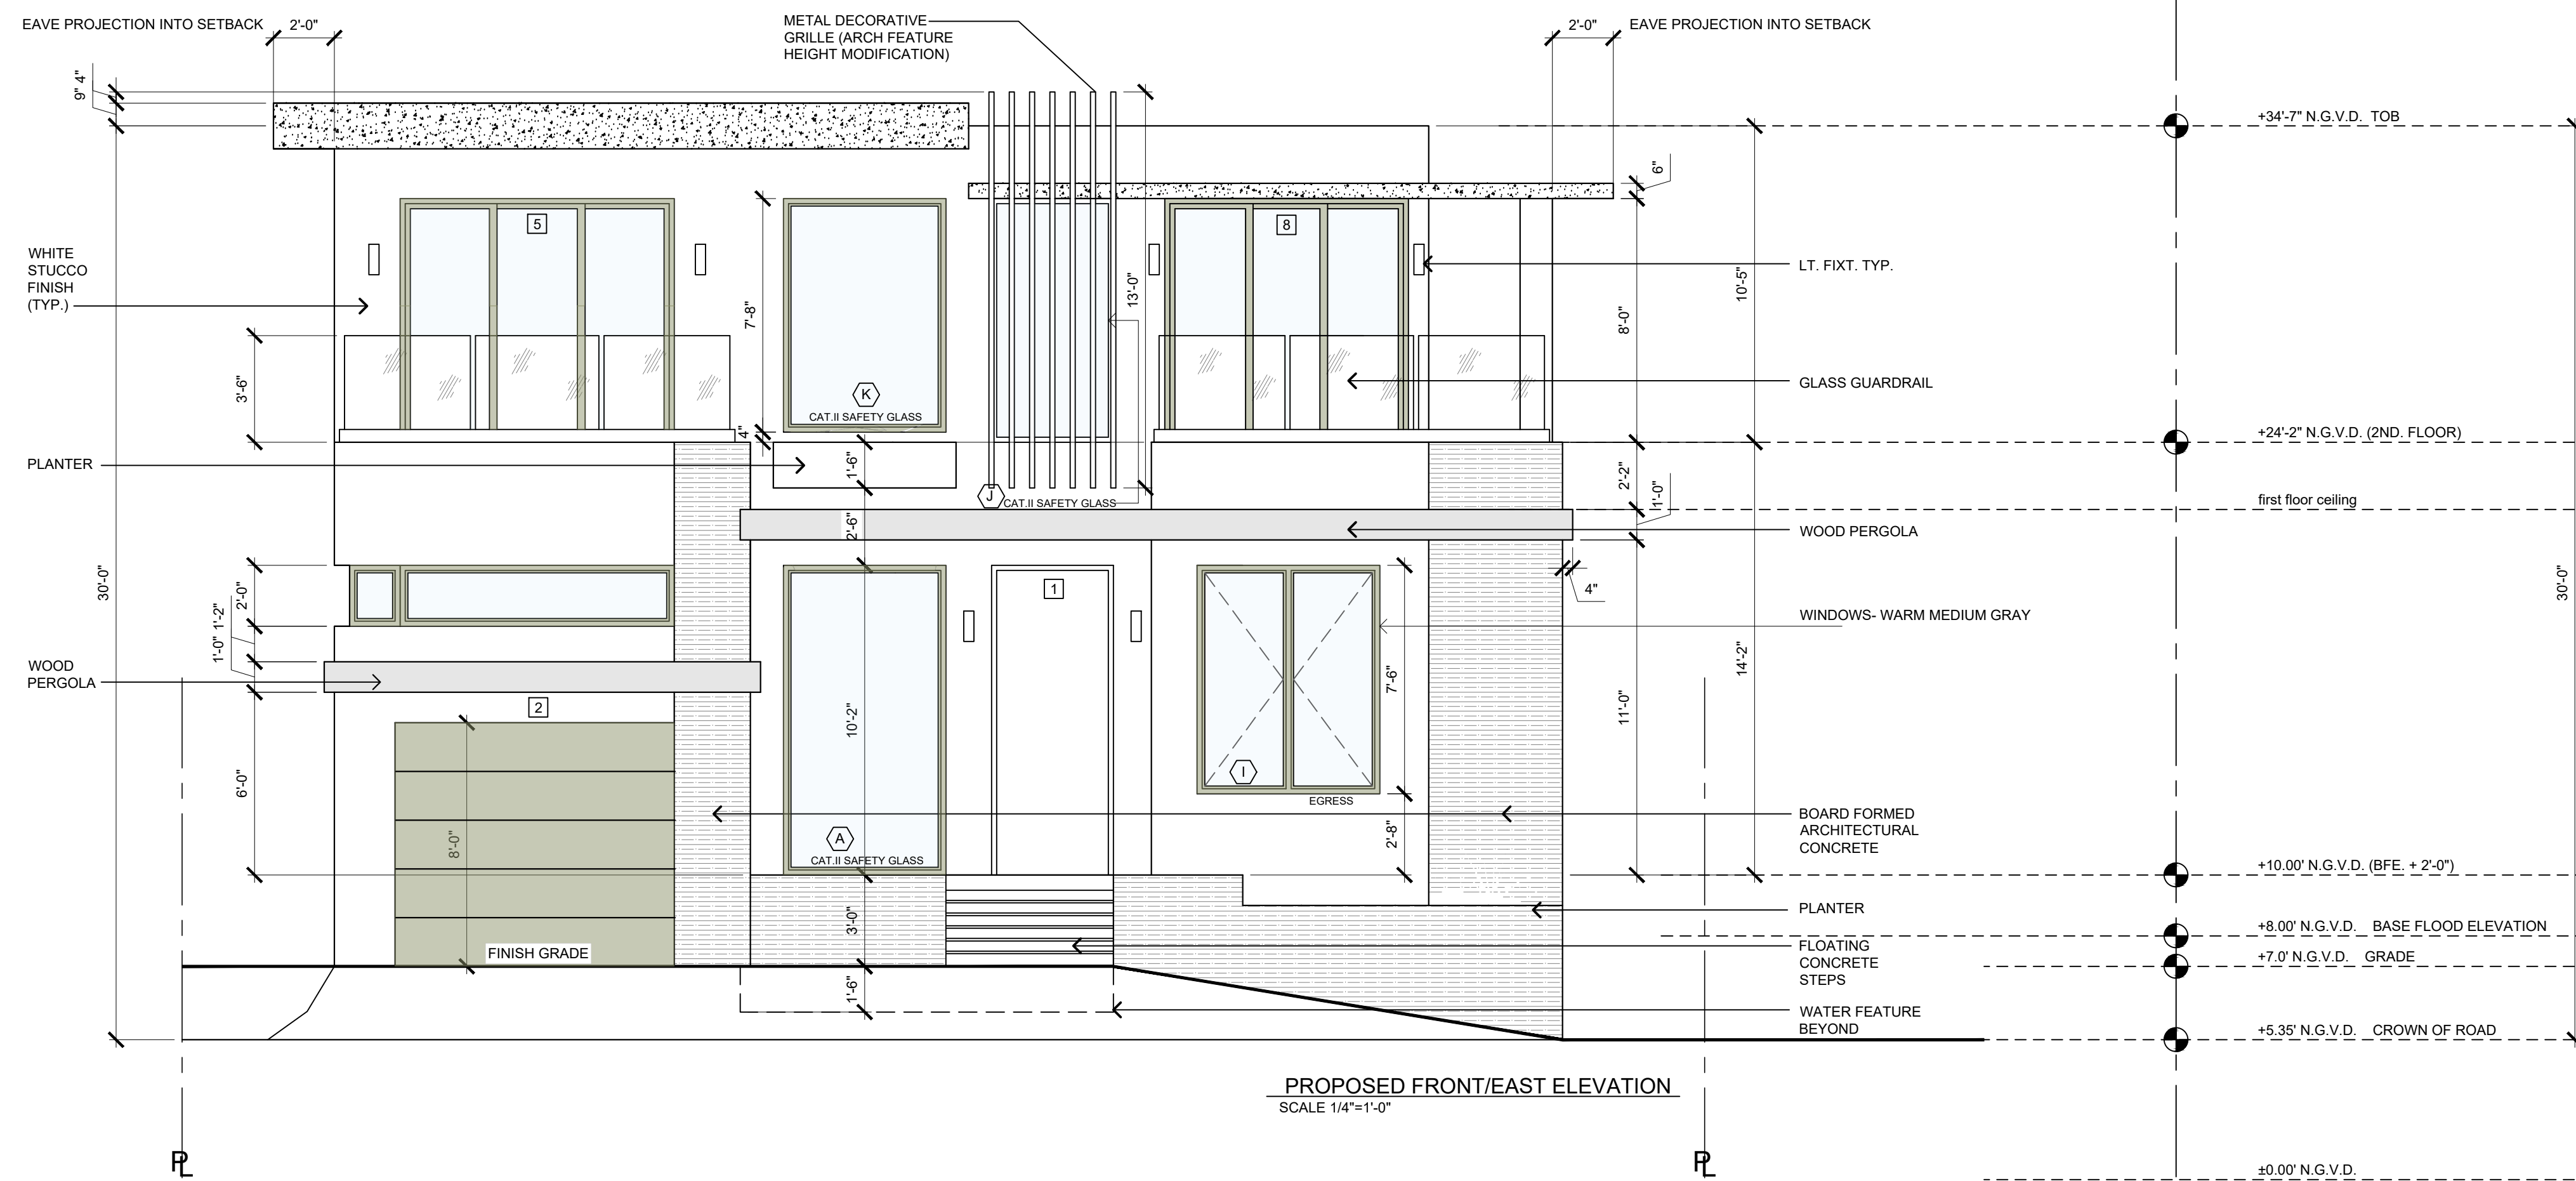 EAVE PROJECTION INTO SETBACK
2'-0"
METAL DECORATIVE
GRILLE (ARCH FEATURE
HEIGHT MODIFICATION)
2'-0"
EAVE PROJECTION INTO SETBACK
9" 4"
+34'-7" N.G.V.D. TOB
6"
5
8
WHITE
STUCCO
FINISH
(TYP.)
LT. FIXT. TYP.
7'-8"
13'-0"
10'-5"
8'-0"
3'-6"
GLASS GUARDRAIL
K
CAT.II SAFETY GLASS
4"
+24'-2" N.G.V.D. (2ND. FLOOR)
PLANTER
1'-6"
2'-2"
1'-0"
J
CAT.II SAFETY GLASS
first floor ceiling
2'-6"
WOOD PERGOLA
30'-0"
2'-0"
1'-0" 1'-2"
1
4"
30'-0"
WINDOWS- WARM MEDIUM GRAY
WOOD
PERGOLA
2
10'-2"
7'-6"
11'-0"
14'-2"
6'-0"
8'-0"
I
EGRESS
A
CAT.II SAFETY GLASS
2'-8"
BOARD FORMED
ARCHITECTURAL
CONCRETE
+10.00' N.G.V.D. (BFE. + 2'-0")
PLANTER
3'-0"
+8.00' N.G.V.D. BASE FLOOD ELEVATION
FINISH GRADE
FLOATING
CONCRETE
STEPS
+7.0' N.G.V.D. GRADE
1'-6"
WATER FEATURE
BEYOND
+5.35' N.G.V.D. CROWN OF ROAD
PROPOSED FRONT/EAST ELEVATION
SCALE 1/4"=1'-0"
PL
PL
±0.00' N.G.V.D.